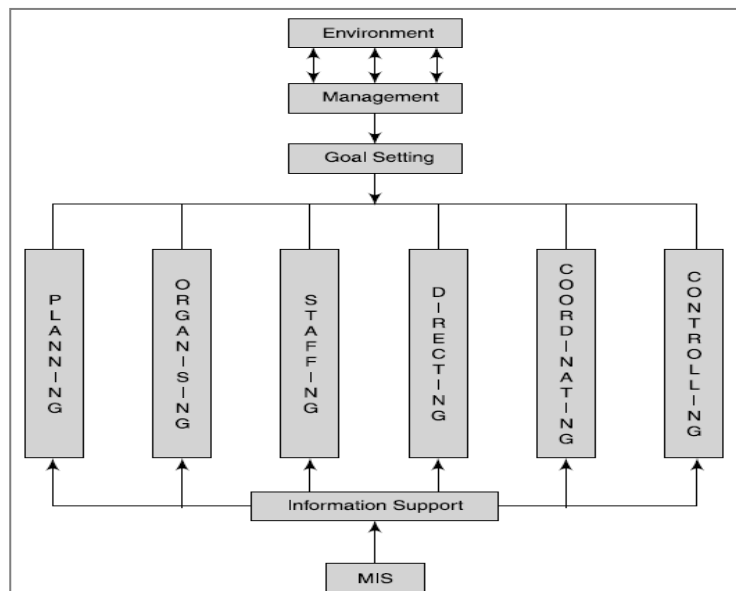 Environment
Management
Goal Setting
PLANNING
ORGANISING
STAFFING
DIRECTING
COORDINATING
CONTROLLING
Information Support
MIS